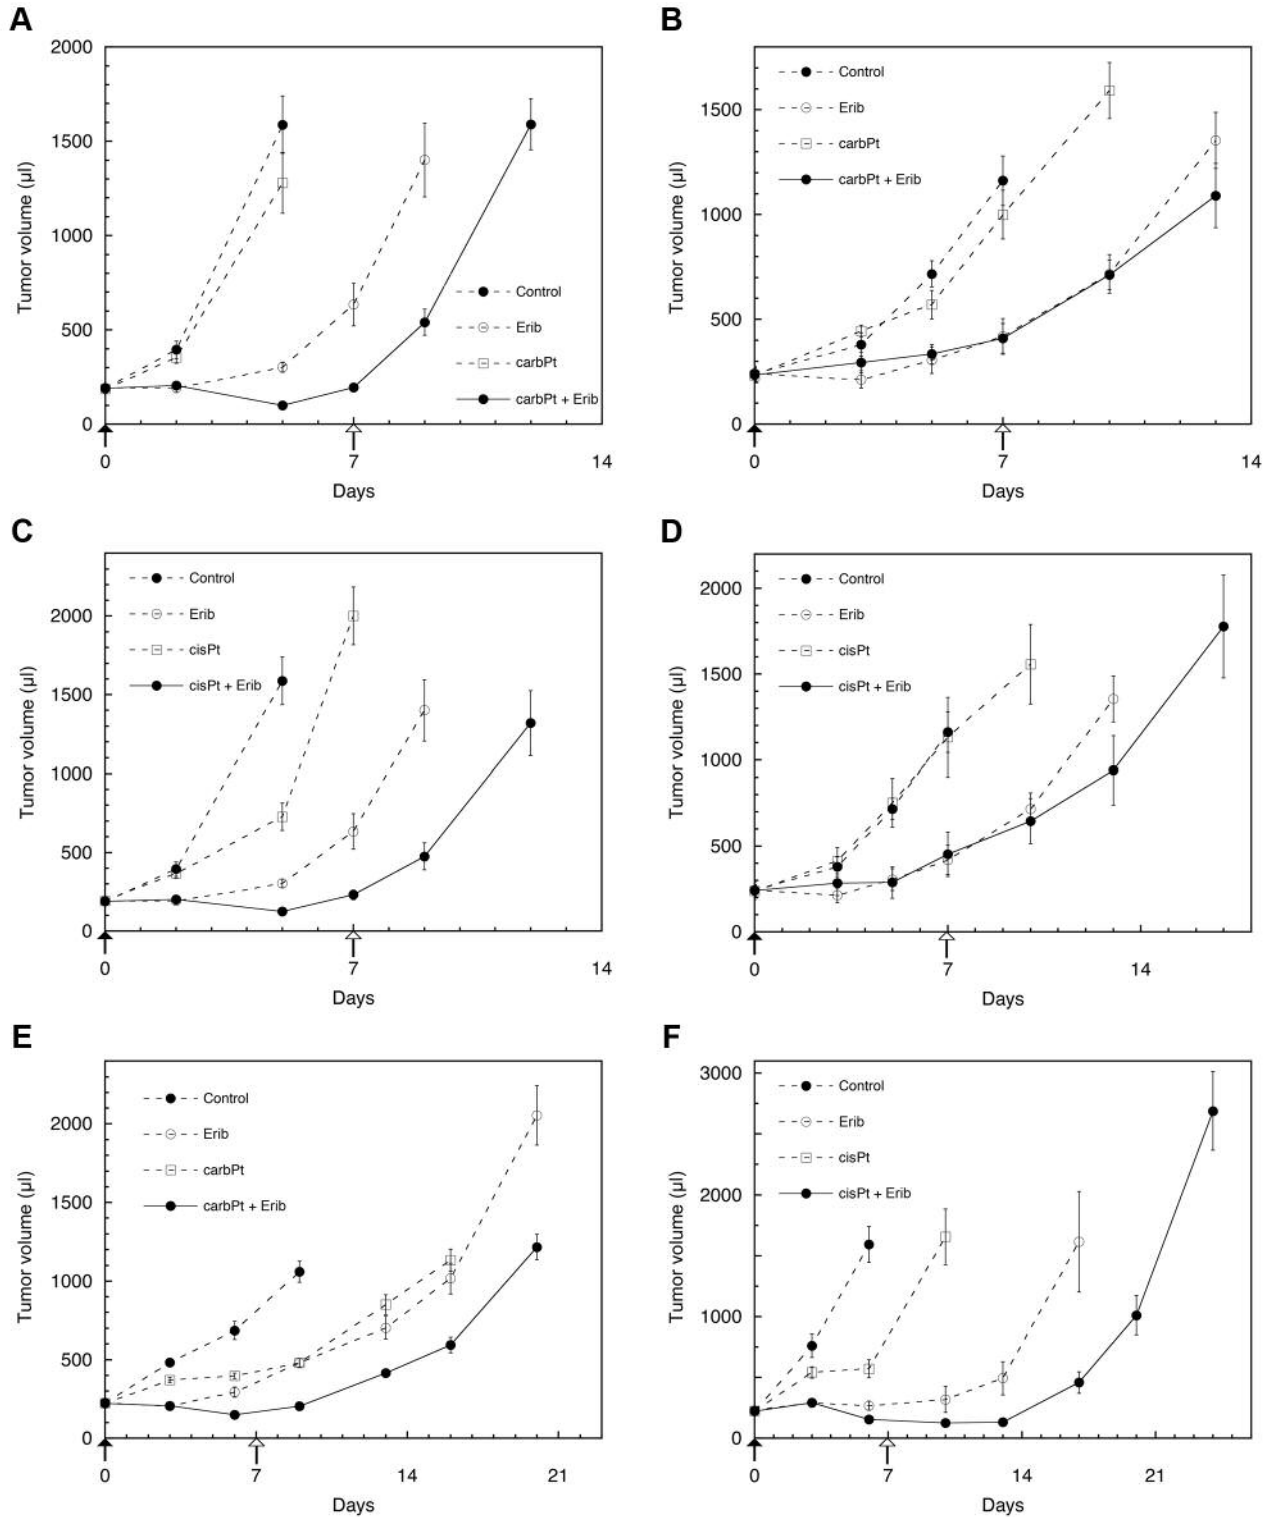 A
Tumor volume (µl)
2000
1500
1000
500
0
Control
Erib
carbPt
carbPt + Erib
0
7
14
Days
B
Tumor volume (µl)
1500
1000
500
0
Control
Erib
carbPt
carbPt + Erib
0
7
14
Days
C
Tumor volume (µl)
2000
1500
1000
500
0
Control
Erib
cisPt
cisPt + Erib
0
7
14
Days
D
Tumor volume (µl)
2000
1500
1000
500
0
Control
Erib
cisPt
cisPt + Erib
0
7
14
Days
E
Tumor volume (µl)
2000
1500
1000
500
0
Control
Erib
carbPt
carbPt + Erib
0
7
14
21
Days
F
Tumor volume (µl)
3000
2000
1000
0
Control
Erib
cisPt
cisPt + Erib
0
7
14
21
Days